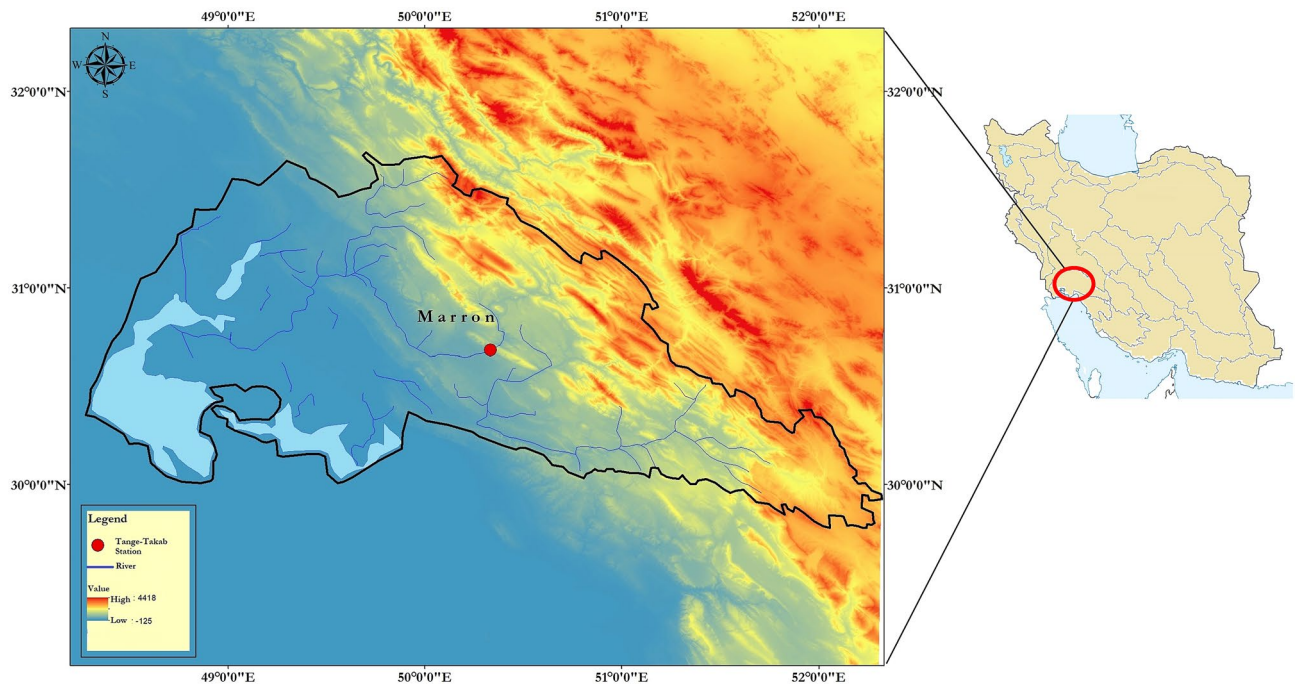 49°0'0"E 50°0'0"E 51°0'0"E 52°0'0"E
N
W E
S
32°0'0"N 32°0'0"N
31°0'0"N 31°0'0"N
Marron
30°0'0"N 30°0'0"N
Legend
Tange-Takab
Station
River
Value
High : 4418
Low : -125
49°0'0"E 50°0'0"E 51°0'0"E 52°0'0"E